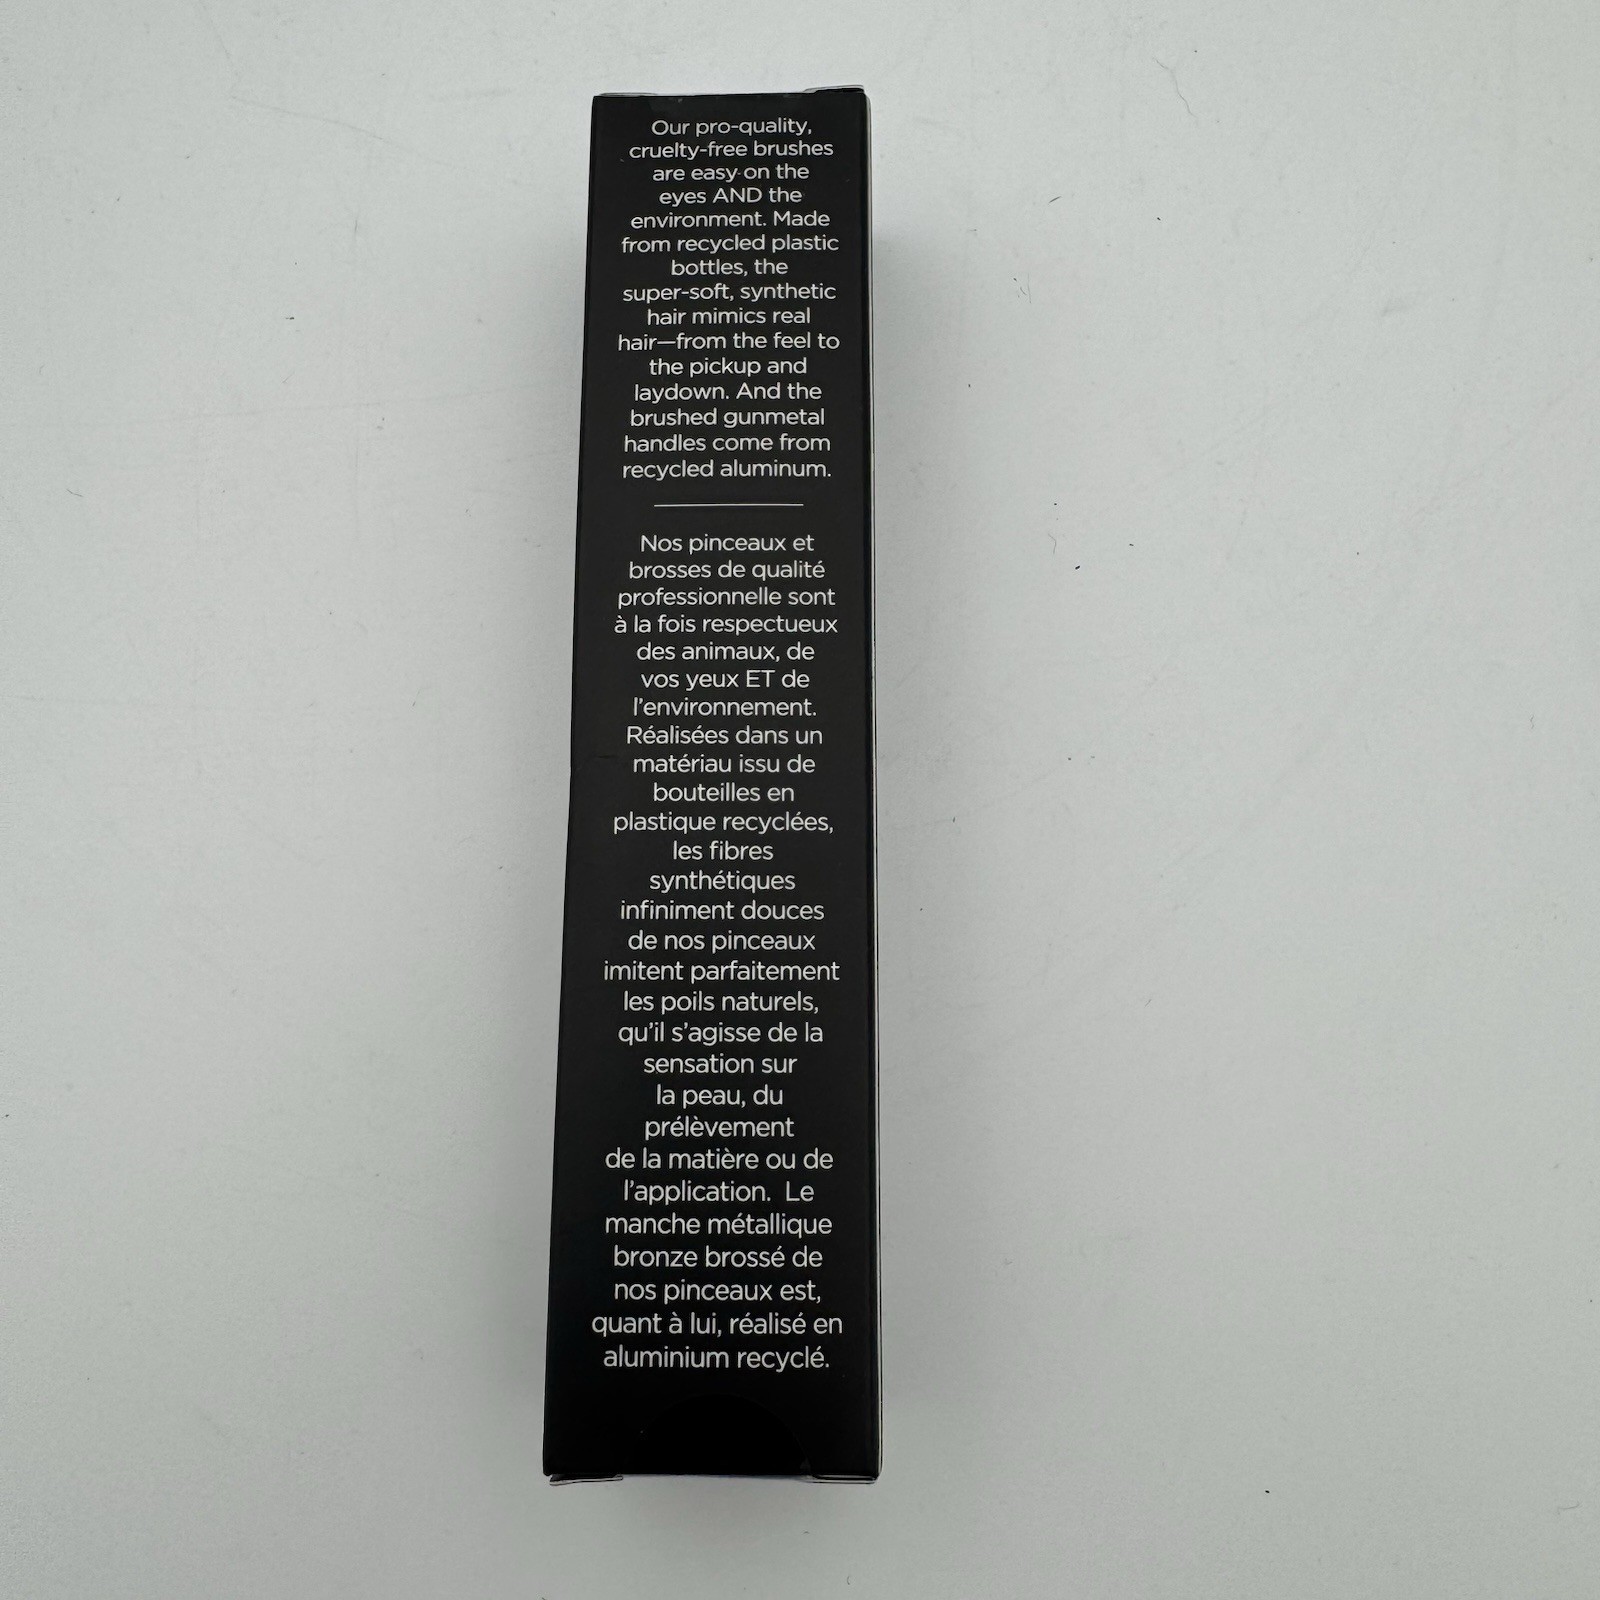 Our pro-quality,
cruelty-free brushes
are easy on the
eyes AND the
environment. Made
from recycled plastic
bottles, the
super-soft, synthetic
hair mimics real
hair—from the feel to
the pickup and
laydown. And the
brushed gunmetal
handles come from
recycled aluminum.
Nos pinceaux et
brosses de qualité
professionnelle sont
à la fois respectueux
des animaux, de
vos yeux ET de
l'environnement.
Réalisées dans un
matériau issu de
bouteilles en
plastique recyclées,
les fibres
synthétiques
infiniment douces
de nos pinceaux
imitent parfaitement
les poils naturels,
qu'il s'agisse de la
sensation sur
la peau, du
prélèvement
de la matière ou de
l'application. Le
manche métallique
bronze brossé de
nos pinceaux est,
quant à lui, réalisé en
aluminium recyclé.